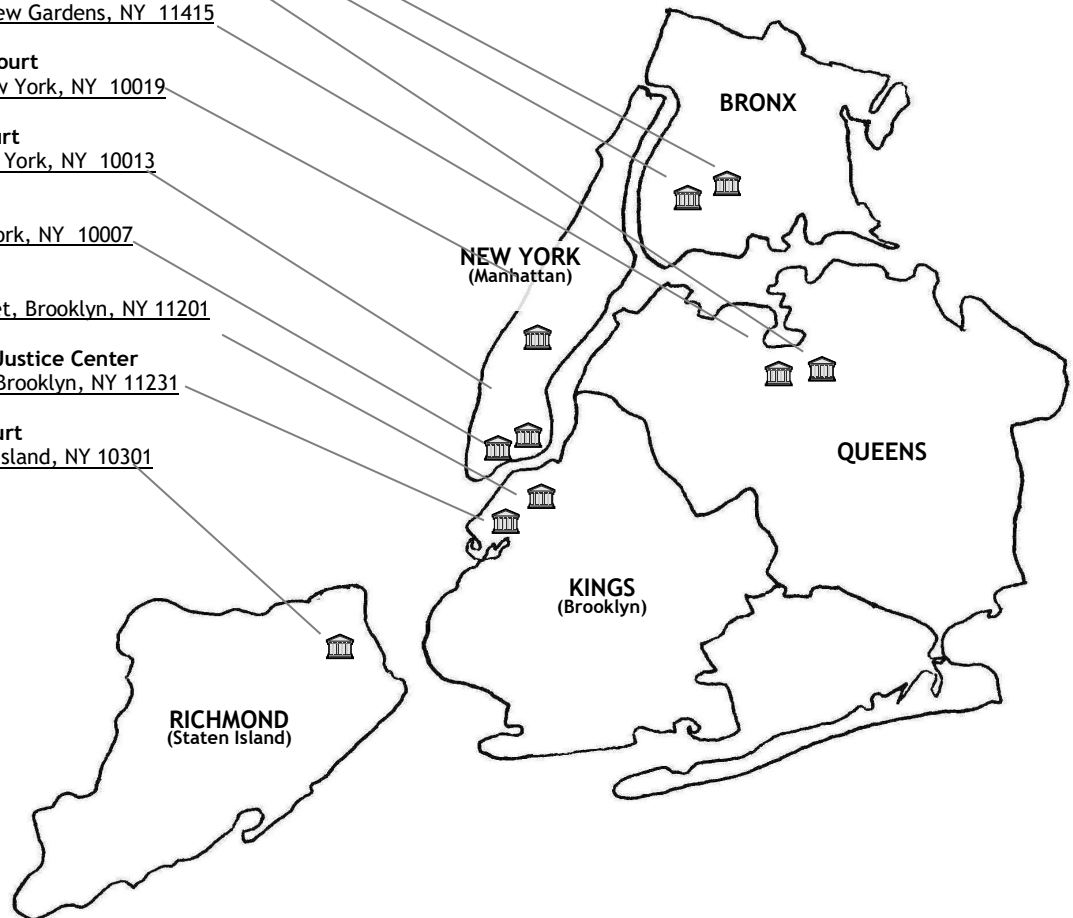 ew Gardens, NY 11415
ourt
w York, NY 10019
urt
York, NY 10013
ork, NY 10007
et, Brooklyn, NY 11201
Justice Center
Brooklyn, NY 11231
urt
sland, NY 10301
BRONX
NEW YORK
(Manhattan)
QUEENS
KINGS
(Brooklyn)
RICHMOND
(Staten Island)